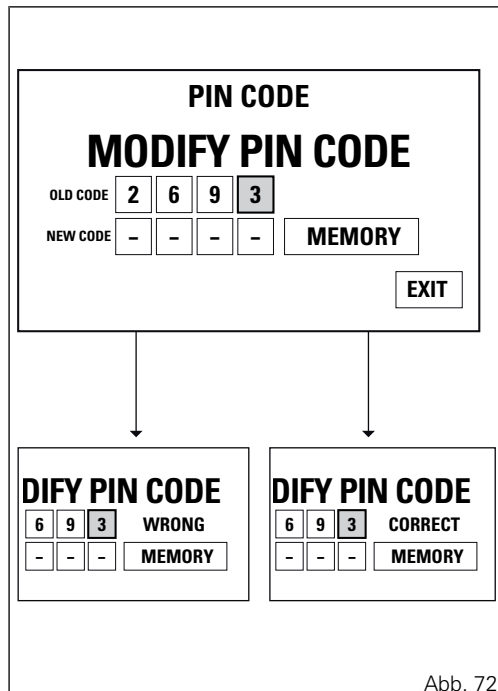 PIN CODE
MODIFY PIN CODE
OLD CODE 2 6 9 3
NEW CODE - - - - MEMORY
EXIT
DIFY PIN CODE
6 9 3 WRONG
- - - MEMORY
DIFY PIN CODE
6 9 3 CORRECT
- - - MEMORY
Abb. 72